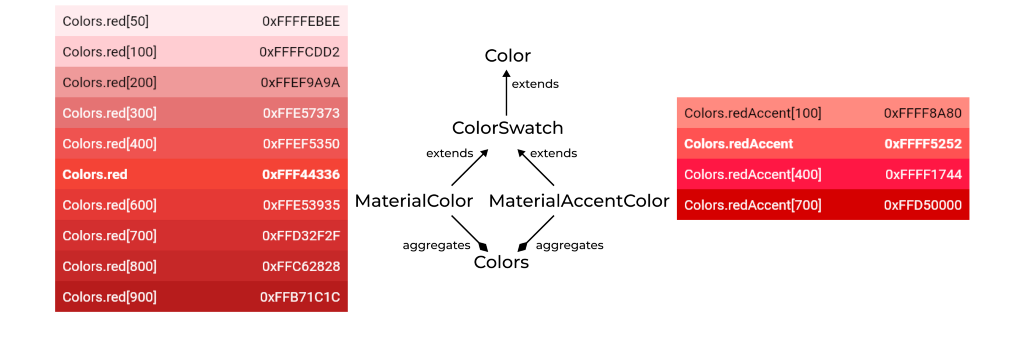 Colors.red[50] 0xFFFFEBEE
Colors.red[100] 0xFFFFCDD2
Colors.red[200] 0xFFEF9A9A
Colors.red[300] 0xFFE57373
Colors.red[400] 0xFFEF5350
Colors.red 0xFFF44336
Colors.red[600] 0xFFE53935
Colors.red[700] 0xFFD32F2F
Colors.red[800] 0xFFC62828
Colors.red[900] 0xFFB71C1C
Color
extends
ColorSwatch
extends extends
MaterialColor MaterialAccentColor
aggregates aggregates
Colors
Colors.redAccent[100] 0xFFFF8A80
Colors.redAccent 0xFFFF5252
Colors.redAccent[400] 0xFFFF1744
Colors.redAccent[700] 0xFFD50000